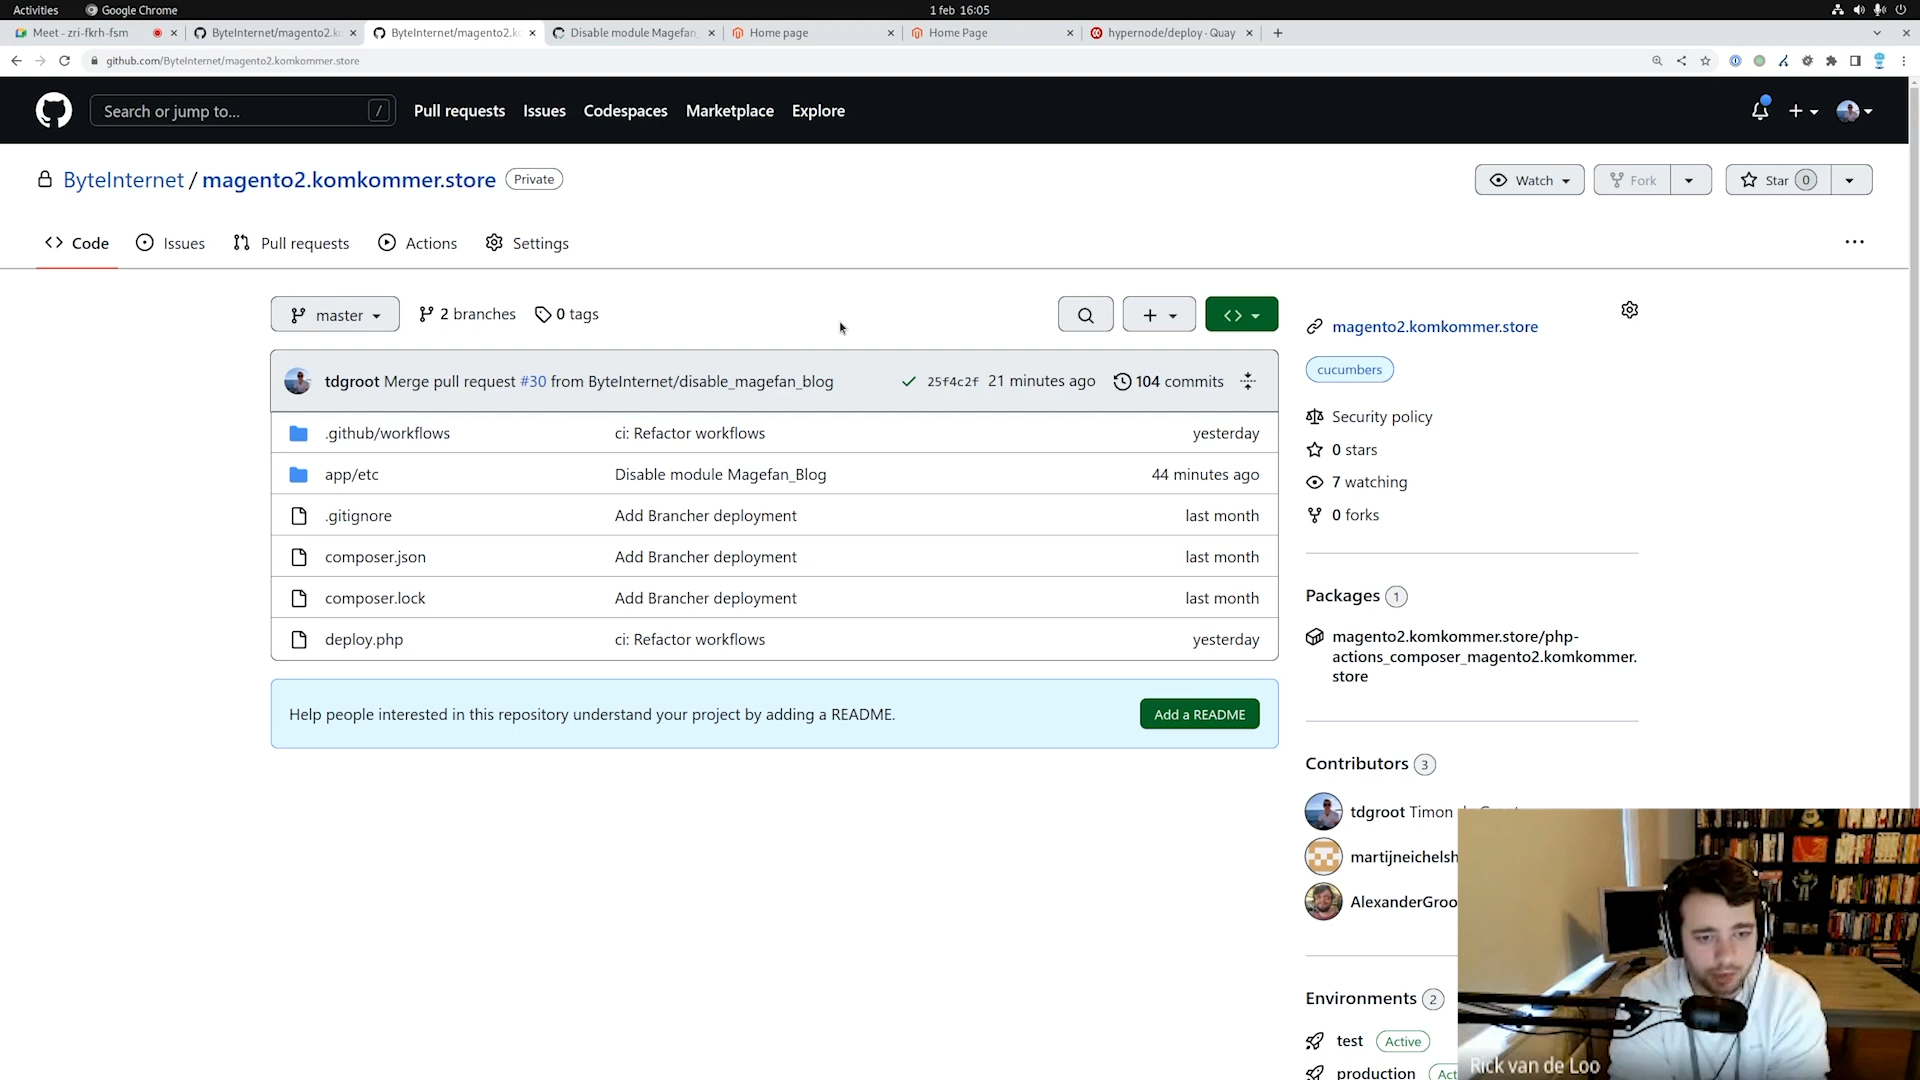 Activities
Google Chrome
1 feb 16:05
Meet - zri-fkrh-fsm
ByteInternet/magento2.ko
ByteInternet/magento2.ko
Disable module Magefan_
Home page
Home Page
hypernode/deploy · Quay
github.com/ByteInternet/magento2.komkommer.store
Search or jump to... /
Pull requests
Issues
Codespaces
Marketplace
Explore
ByteInternet / magento2.komkommer.store Private
Watch
Fork
Star 0
Code
Issues
Pull requests
Actions
Settings
master
2 branches
0 tags
tdgroot Merge pull request #30 from ByteInternet/disable_magefan_blog
25f4c2f 21 minutes ago
104 commits
.github/workflows ci: Refactor workflows yesterday
app/etc Disable module Magefan_Blog 44 minutes ago
.gitignore Add Brancher deployment last month
composer.json Add Brancher deployment last month
composer.lock Add Brancher deployment last month
deploy.php ci: Refactor workflows yesterday
Help people interested in this repository understand your project by adding a README.
Add a README
magento2.komkommer.store
cucumbers
Security policy
0 stars
7 watching
0 forks
Packages 1
magento2.komkommer.store/php-
actions_composer_magento2.komkommer.
store
Contributors 3
tdgroot Timon
martijneichelsh
AlexanderGroo
Environments 2
test Active
production Act
Rick van de Loo